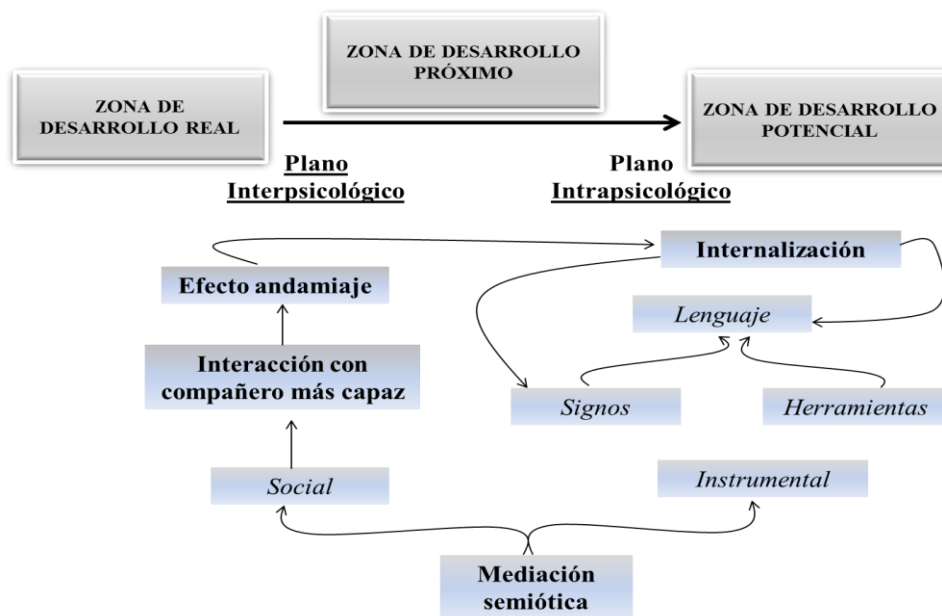 ZONA DE DESARROLLO
PRÓXIMO
ZONA DE
DESARROLLO REAL
ZONA DE DESARROLLO
POTENCIAL
Plano
Interpsicológico
Plano
Intrapsicológico
Internalización
Efecto andamiaje
Lenguaje
Interacción con
compañero más capaz
Signos
Herramientas
Social
Instrumental
Mediación
semiótica